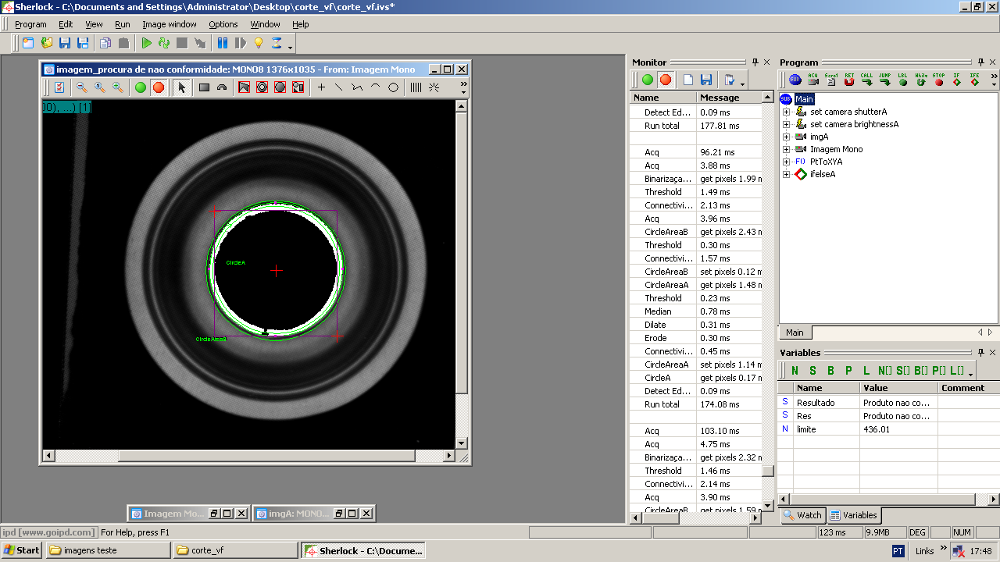 Sherlock - C:\Documents and Settings\Administrator\Desktop\corte_vf\corte_vf.ivs*
Program Edit View Run Image window Options Window Help
imagem_procura de nao conformidade: MONO8 1376x1035 - From: Imagem Mono
00), ...) [1]
CircleA
CircleAreaB
Imagem Mo...
imgA: MONO...
Monitor
Name Message
Detect Ed... 0.09 ms
Run total 177.81 ms
Acq 96.21 ms
Acq 3.88 ms
Binarizaça... get pixels 1.99 m
Threshold 1.49 ms
Connectivi... 2.13 ms
Acq 3.96 ms
CircleAreaB get pixels 2.43 m
Threshold 0.30 ms
Connectivi... 1.57 ms
CircleAreaB set pixels 0.12 m
CircleAreaA get pixels 1.48 m
Threshold 0.23 ms
Median 0.78 ms
Dilate 0.31 ms
Erode 0.30 ms
Connectivi... 0.45 ms
CircleAreaA set pixels 1.14 m
CircleA get pixels 0.17 m
Detect Ed... 0.09 ms
Run total 174.08 ms
Acq 103.10 ms
Acq 4.75 ms
Binarizaça... get pixels 2.32 m
Threshold 1.46 ms
Connectivi... 2.14 ms
Acq 3.90 ms
CircleAreaB get pixels 1.59 m
Program
SUB ACQ Script RET CALL JUMP LBL While STOP IF IFE
SUB Main
set camera shutterA
set camera brightnessA
imgA
Imagem Mono
F() PtToXYA
ifelseA
Main
Variables
N S B P L N[] S[] B[] P[] L[]
Name Value Comment
S Resultado Produto nao co...
S Res Produto nao co...
N limite 436.01
Watch Variables
ipd [www.goipd.com] For Help, press F1 123 ms 9.9MB DEG NUM
Start imagens teste corte_vf Sherlock - C:\Docume... PT Links » 17:48